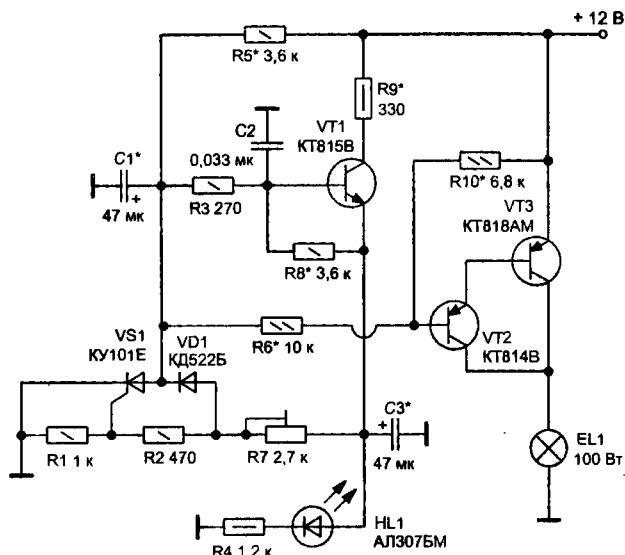 + 12 В
R5* 3,6 к
R9*
330
C2
VT1
КТ815В
C1*
0,033 мк
+
47 мк
R3 270
R10* 6,8 к
VT3
КТ818АМ
R8* 3,6 к
VS1
КУ101Е
VD1
КД522Б
R6* 10 к
VT2
КТ814В
C3*
+
47 мк
R1 1 к
R2 470
R7 2,7 к
EL1
100 Вт
HL1
АЛ307БМ
R4 1,2 к